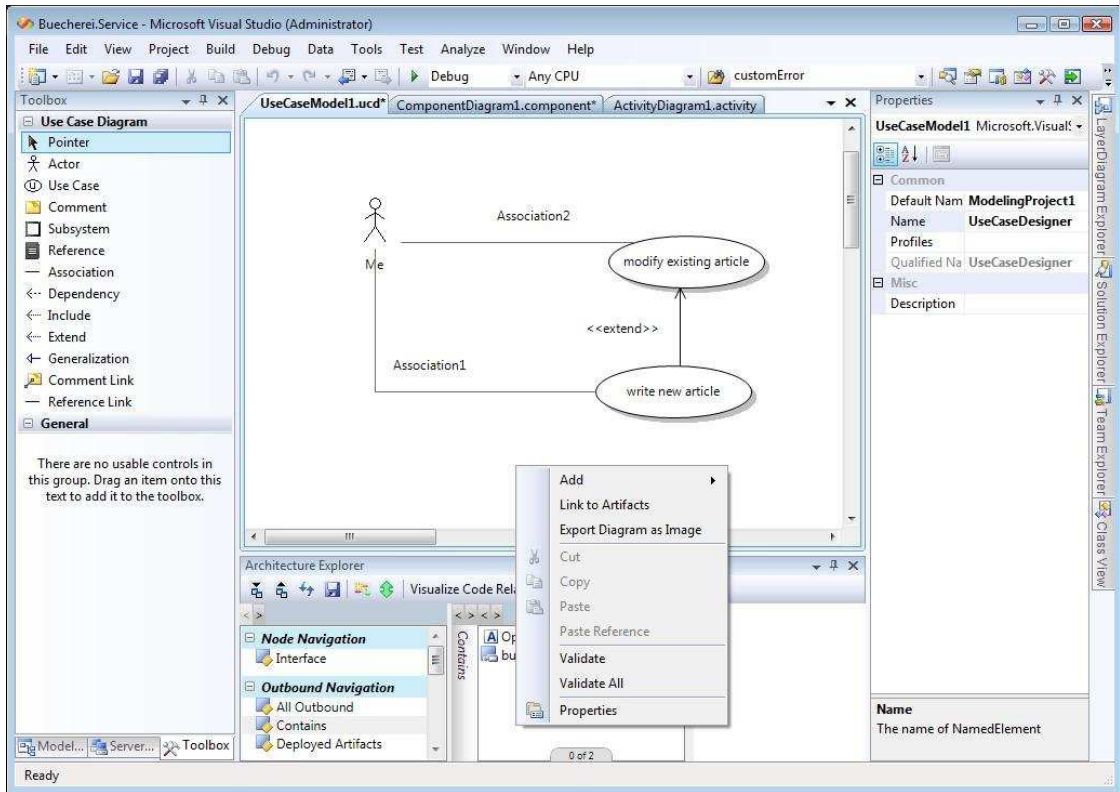 Buecherei.Service - Microsoft Visual Studio (Administrator)
File Edit View Project Build Debug Data Tools Test Analyze Window Help
Debug Any CPU customError
Toolbox
Use Case Diagram
Pointer
Actor
Use Case
Comment
Subsystem
Reference
Association
Dependency
Include
Extend
Generalization
Comment Link
Reference Link
General
There are no usable controls in
this group. Drag an item onto this
text to add it to the toolbox.
Model... Server... Toolbox
UseCaseModel1.ucd* ComponentDiagram1.component* ActivityDiagram1.activity
Me
Association2
modify existing article
<<extend>>
Association1
write new article
Add
Link to Artifacts
Export Diagram as Image
Cut
Copy
Paste
Paste Reference
Validate
Validate All
Properties
Architecture Explorer
Visualize Code Rel
Node Navigation
Interface
Outbound Navigation
All Outbound
Contains
Deployed Artifacts
Contains
Op
bu
0 of 2
Properties
UseCaseModel1 Microsoft.Visual
Common
Default Nam ModelingProject1
Name UseCaseDesigner
Profiles
Qualified Na UseCaseDesigner
Misc
Description
Name
The name of NamedElement
LayerDiagram Explorer
Solution Explorer
Team Explorer
Class View
Ready